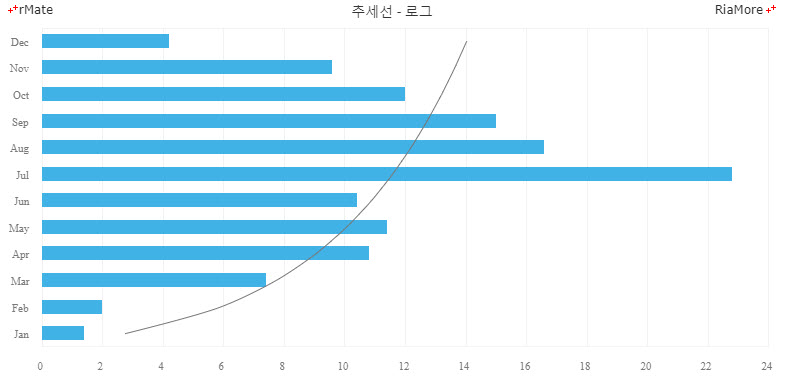 rMate
추세선 - 로그
RiaMore
Dec
Nov
Oct
Sep
Aug
Jul
Jun
May
Apr
Mar
Feb
Jan
0 2 4 6 8 10 12 14 16 18 20 22 24